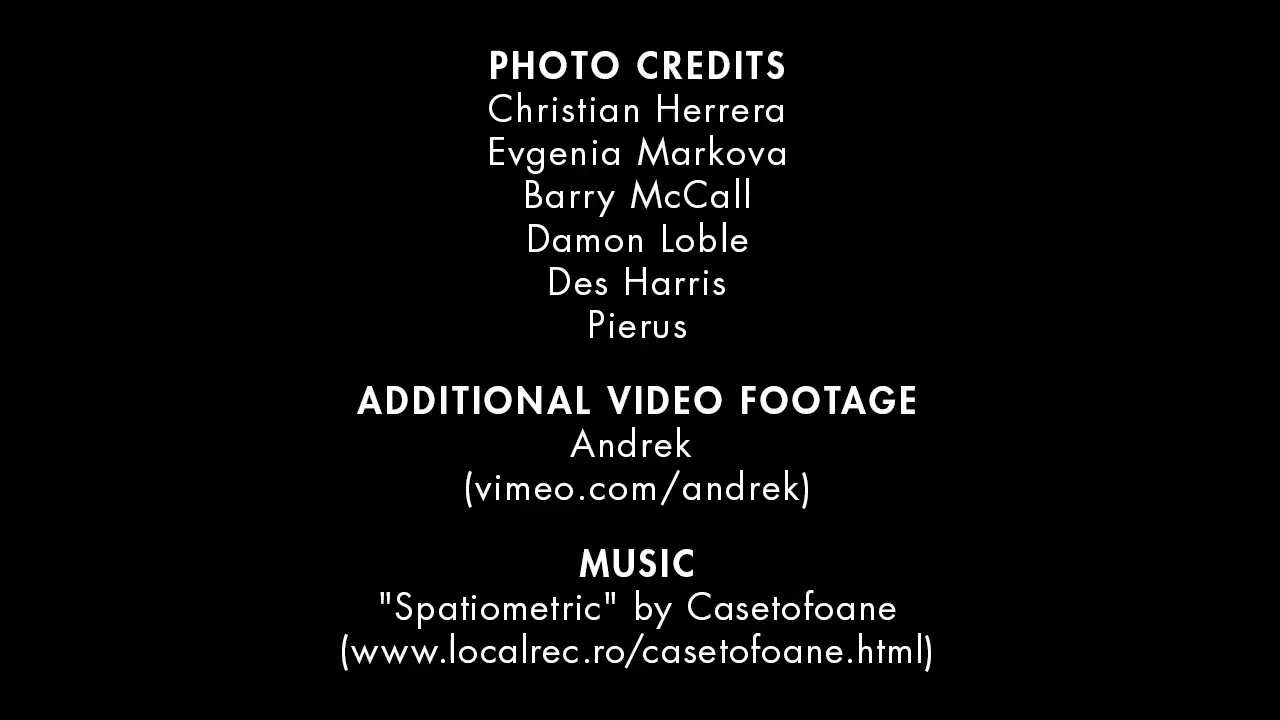 PHOTO CREDITS
Christian Herrera
Evgenia Markova
Barry McCall
Damon Loble
Des Harris
Pierus
ADDITIONAL VIDEO FOOTAGE
Andrek
(vimeo.com/andrek)
MUSIC
"Spatiometric" by Casetofoane
(www.localrec.ro/casetofoane.html)